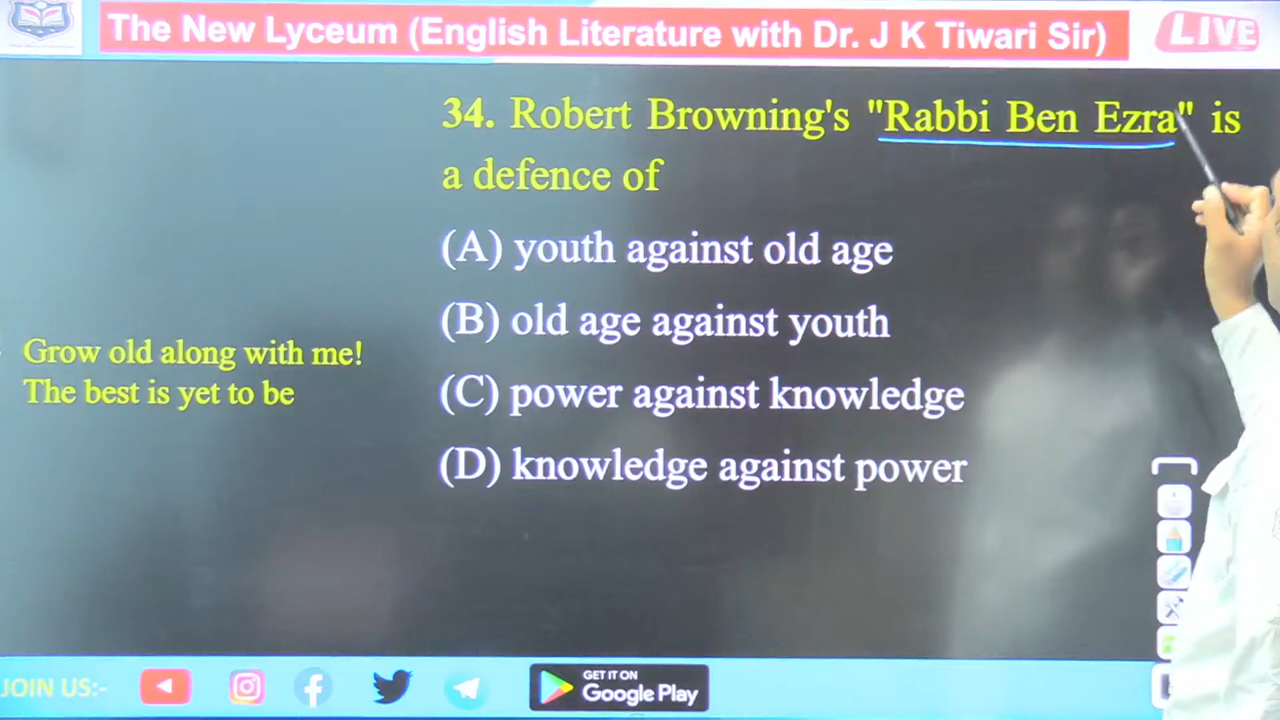 The New Lyceum (English Literature with Dr. J K Tiwari Sir)
LIVE
34. Robert Browning's "Rabbi Ben Ezra" is
a defence of
(A) youth against old age
(B) old age against youth
(C) power against knowledge
(D) knowledge against power
Grow old along with me!
The best is yet to be
JOIN US:-
GET IT ON
Google Play